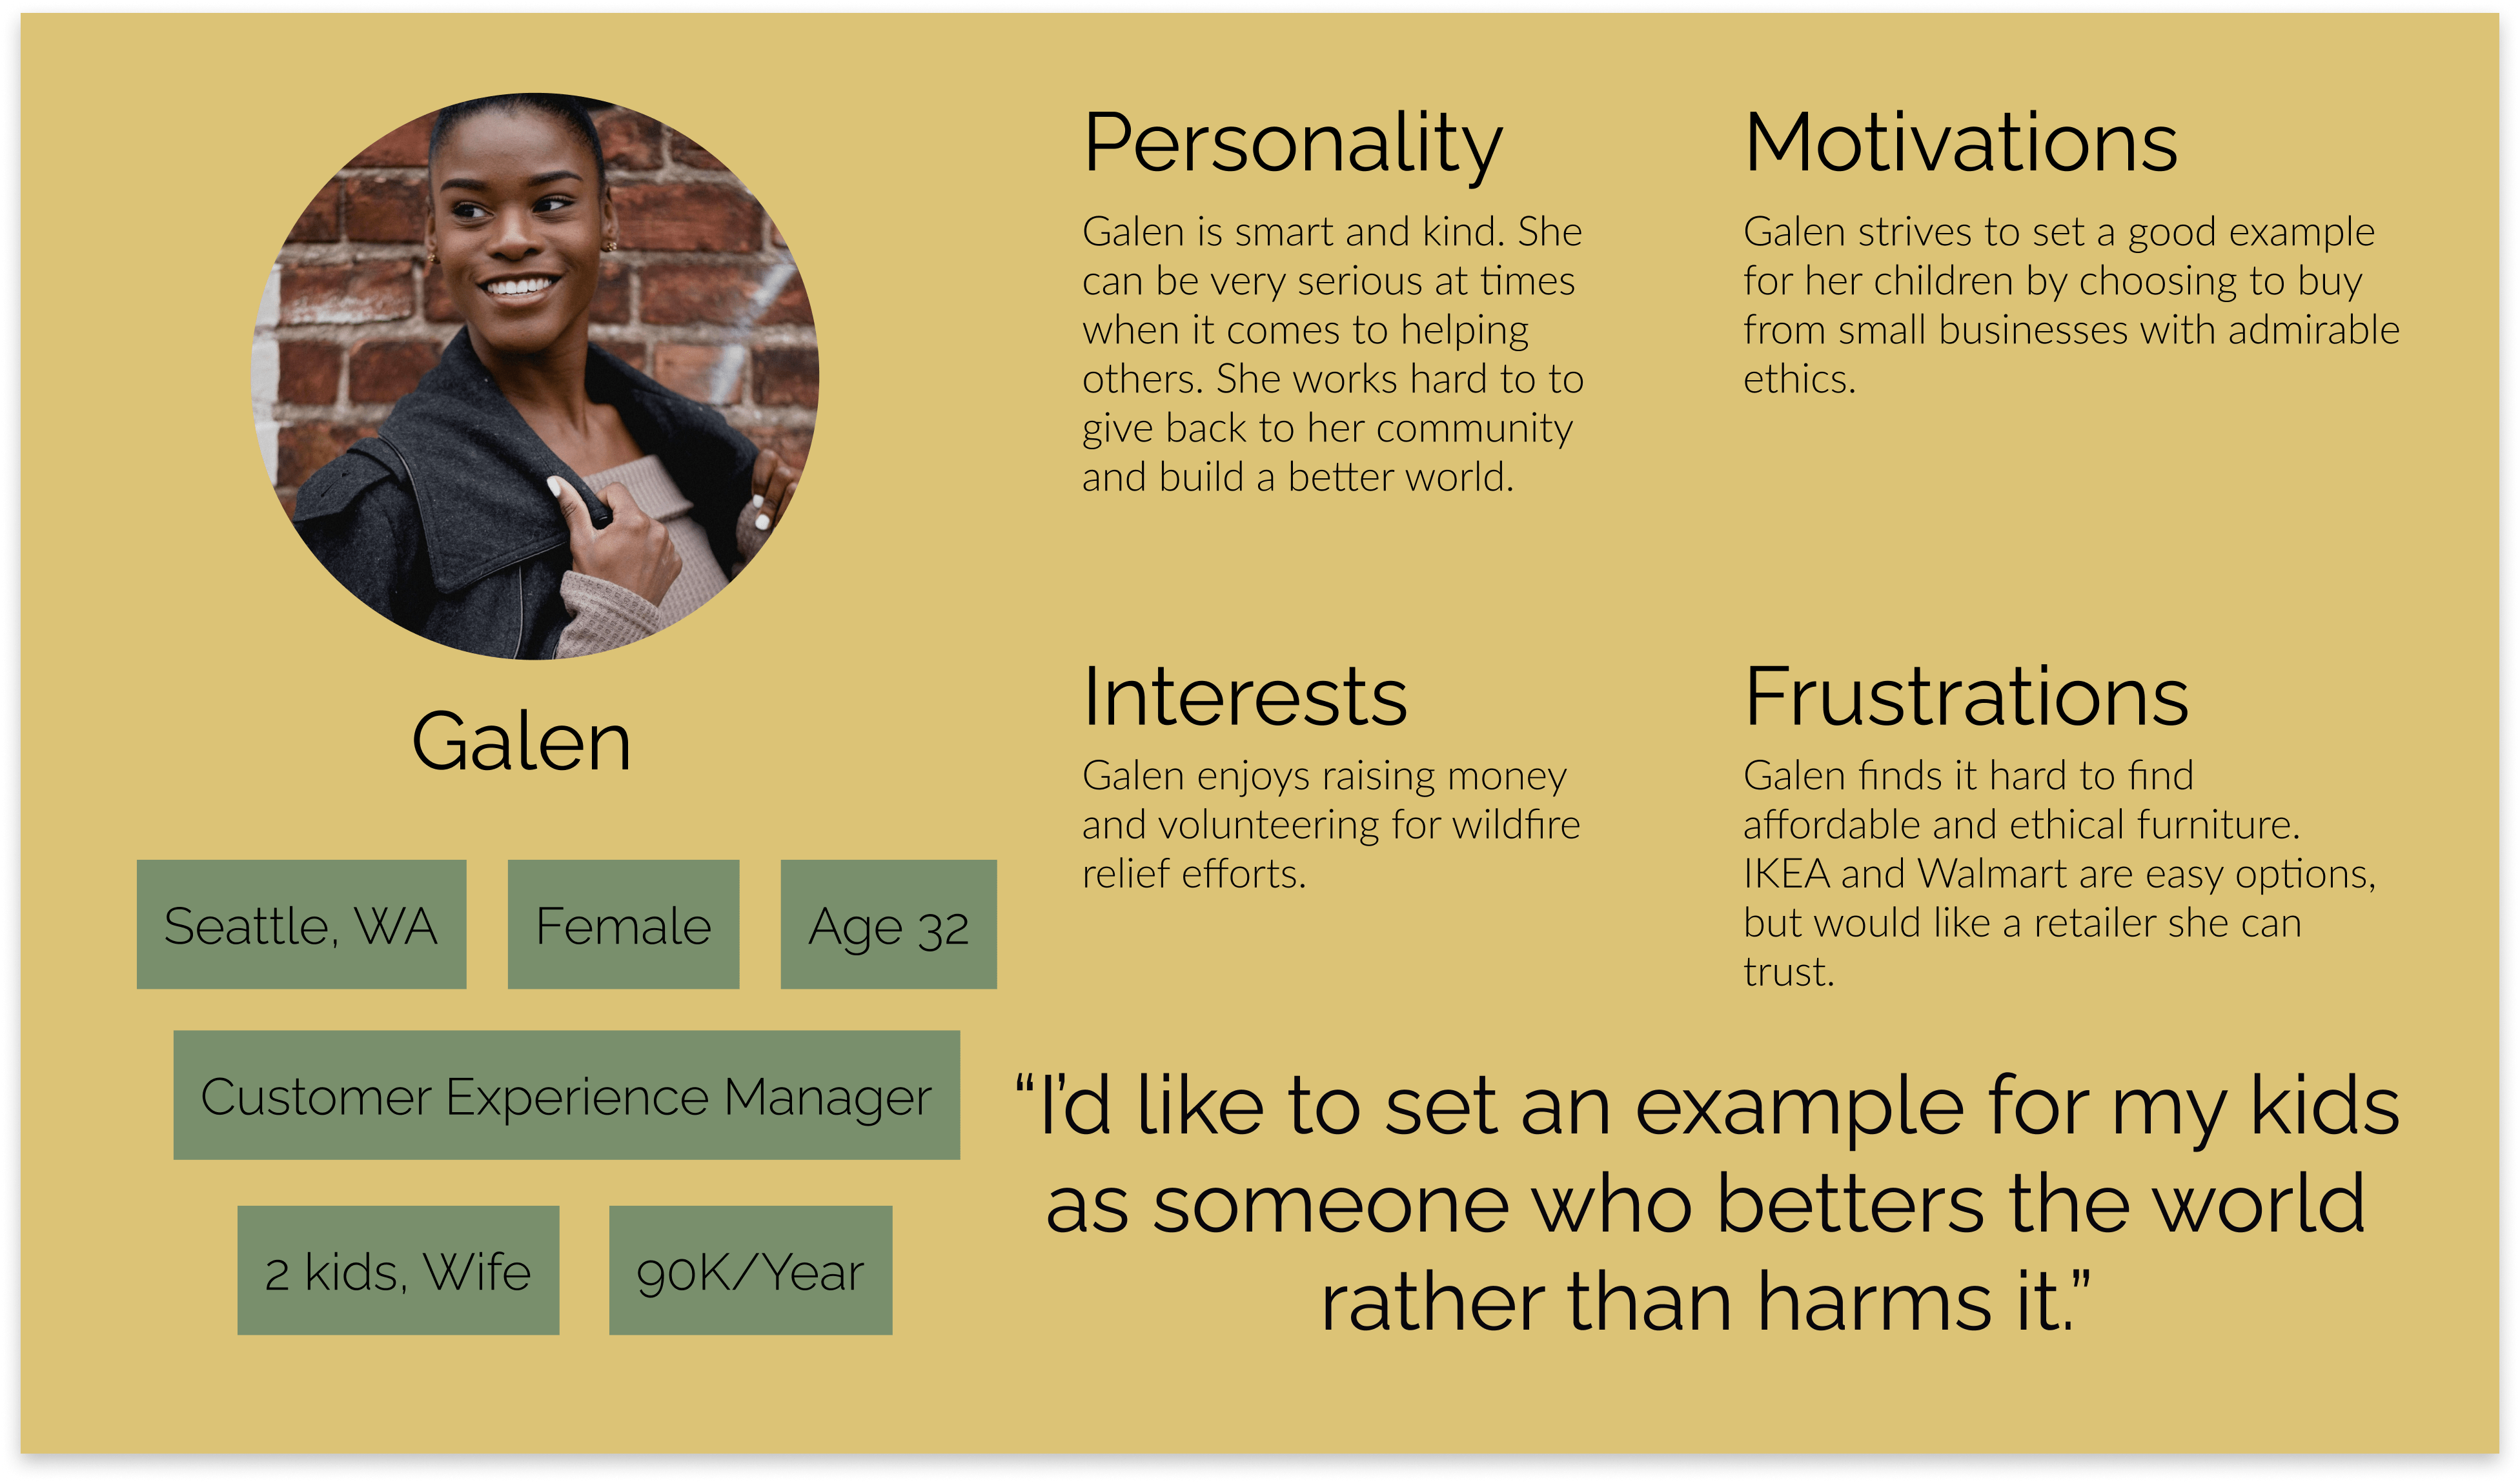 Galen
Seattle, WA
Female
Age 32
Customer Experience Manager
2 kids, Wife
90K/Year
Personality
Galen is smart and kind. She
can be very serious at times
when it comes to helping
others. She works hard to to
give back to her community
and build a better world.
Motivations
Galen strives to set a good example
for her children by choosing to buy
from small businesses with admirable
ethics.
Interests
Galen enjoys raising money
and volunteering for wildfire
relief efforts.
Frustrations
Galen finds it hard to find
affordable and ethical furniture.
IKEA and Walmart are easy options,
but would like a retailer she can
trust.
“I’d like to set an example for my kids
as someone who betters the world
rather than harms it.”